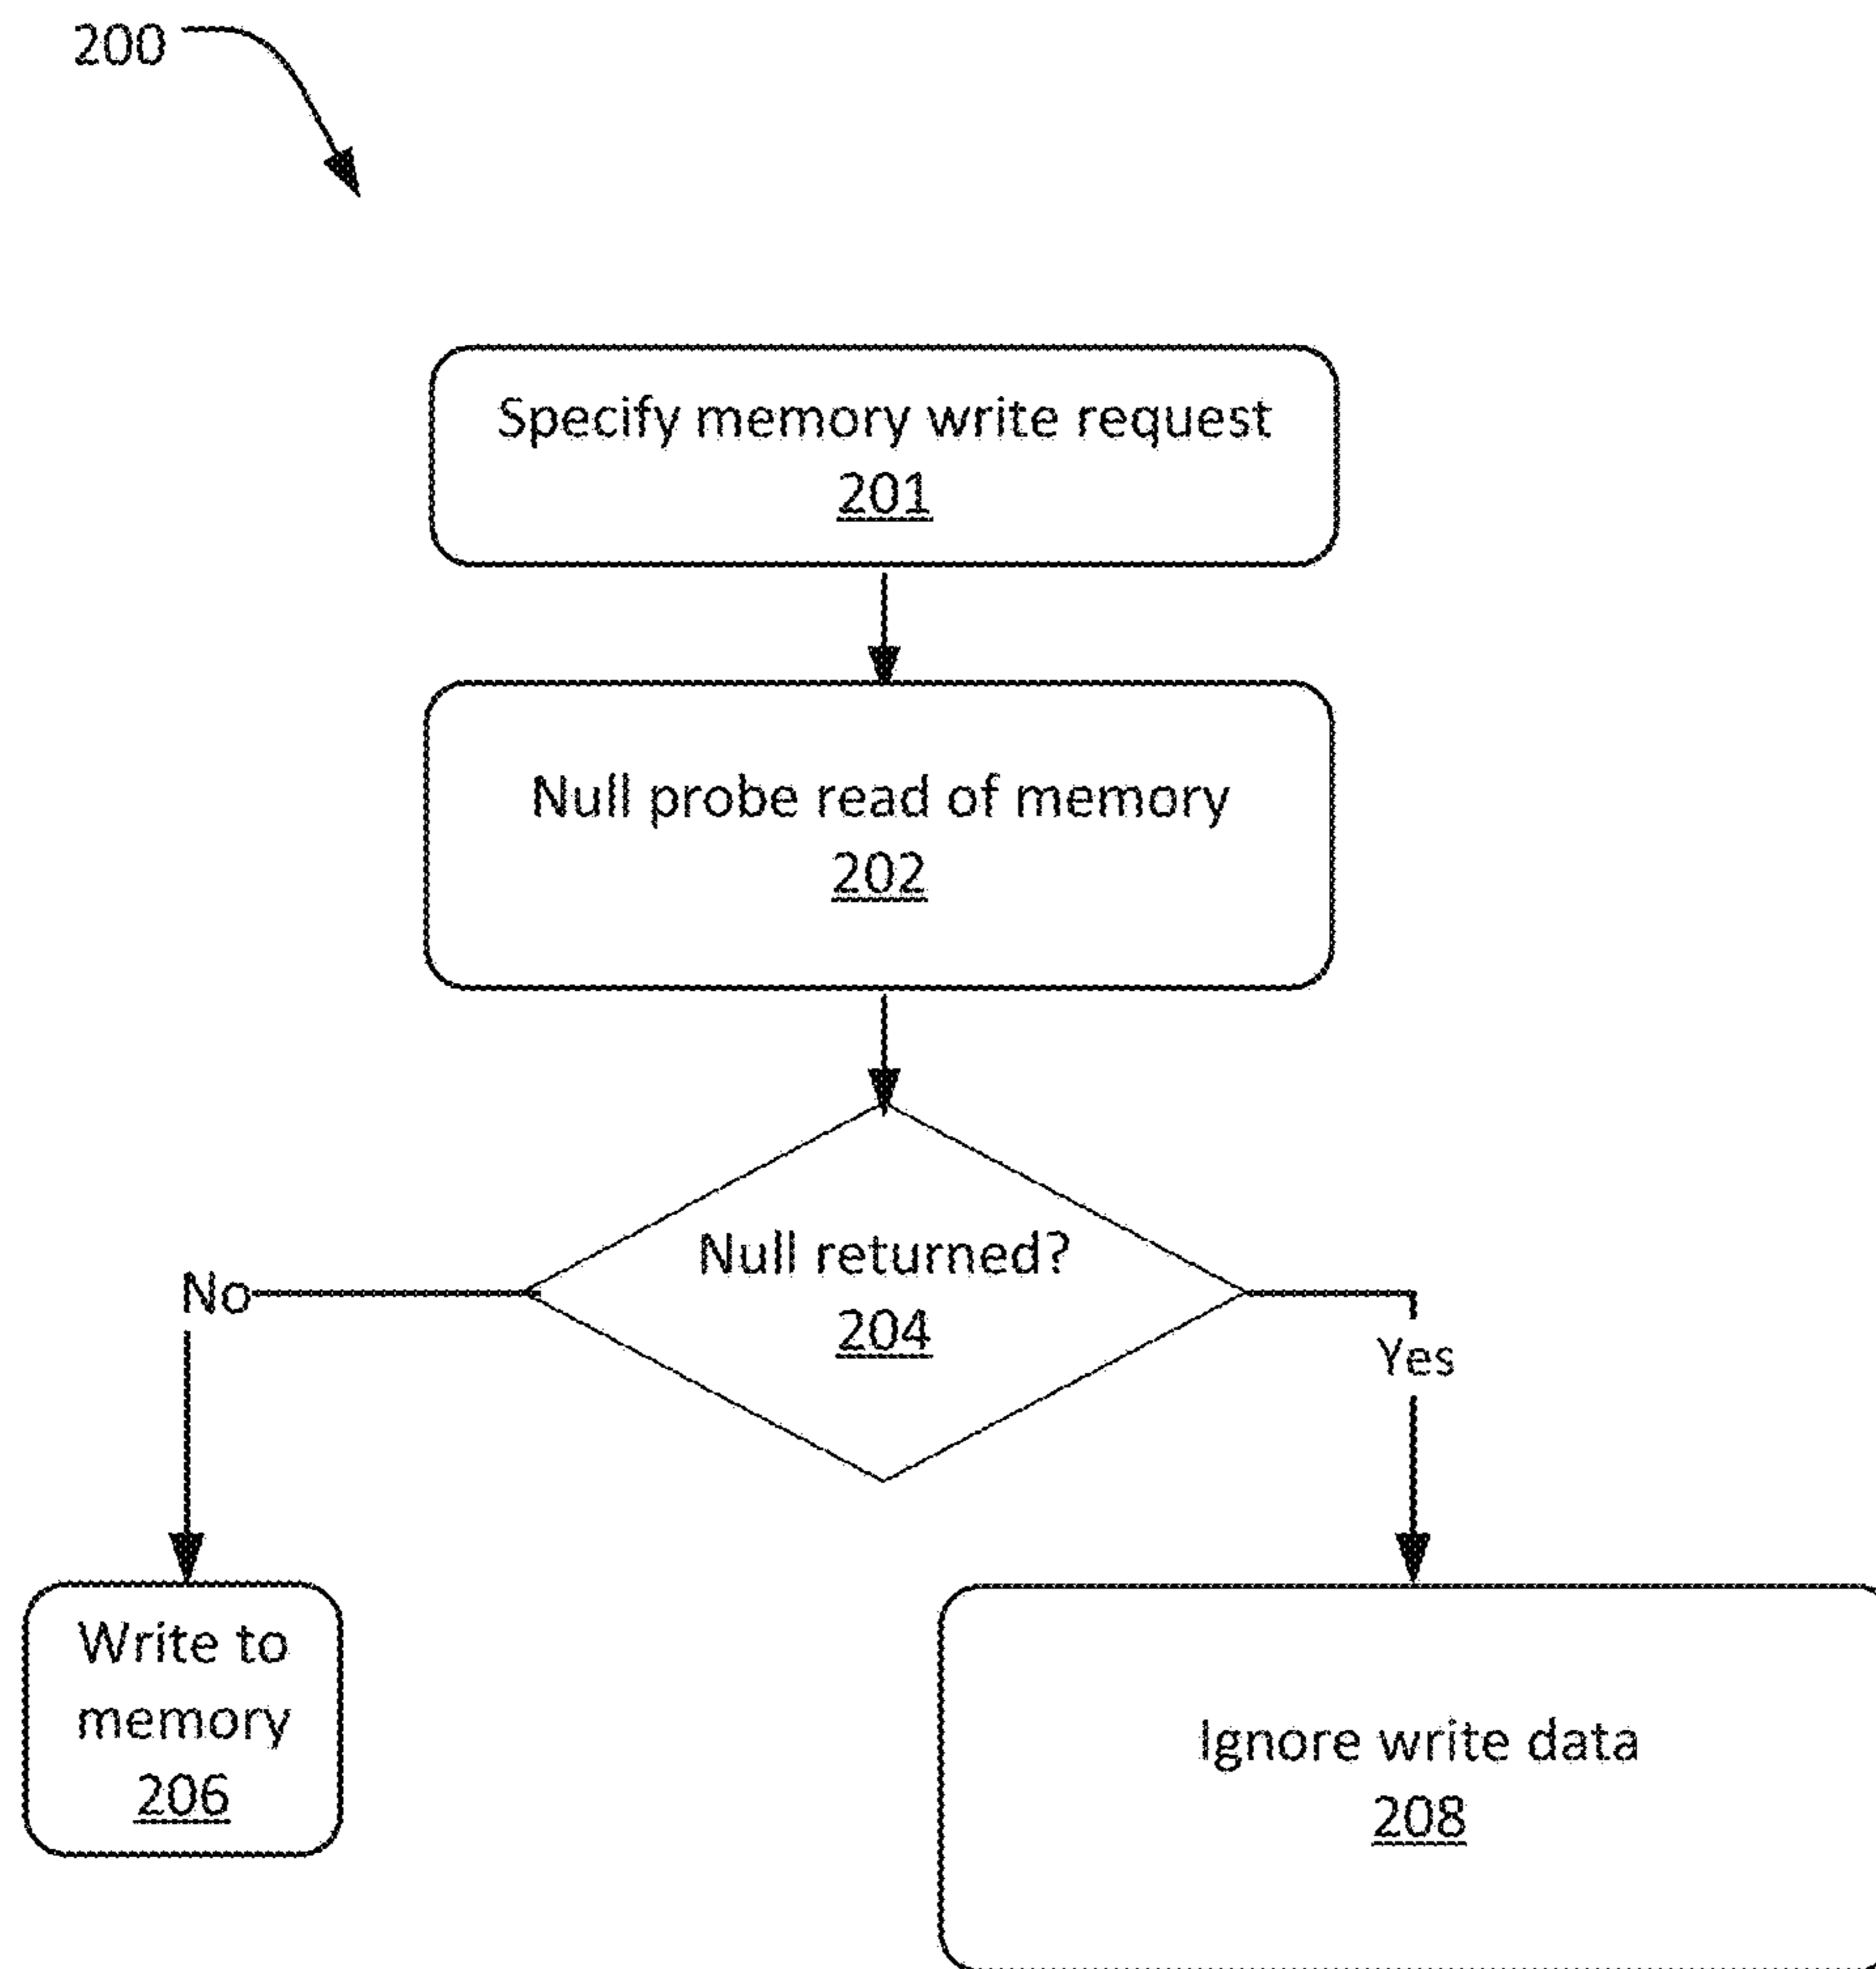 200
Specify memory write request
201
Null probe read of memory
202
Null returned?
204
No
Yes
Write to
memory
206
Ignore write data
208